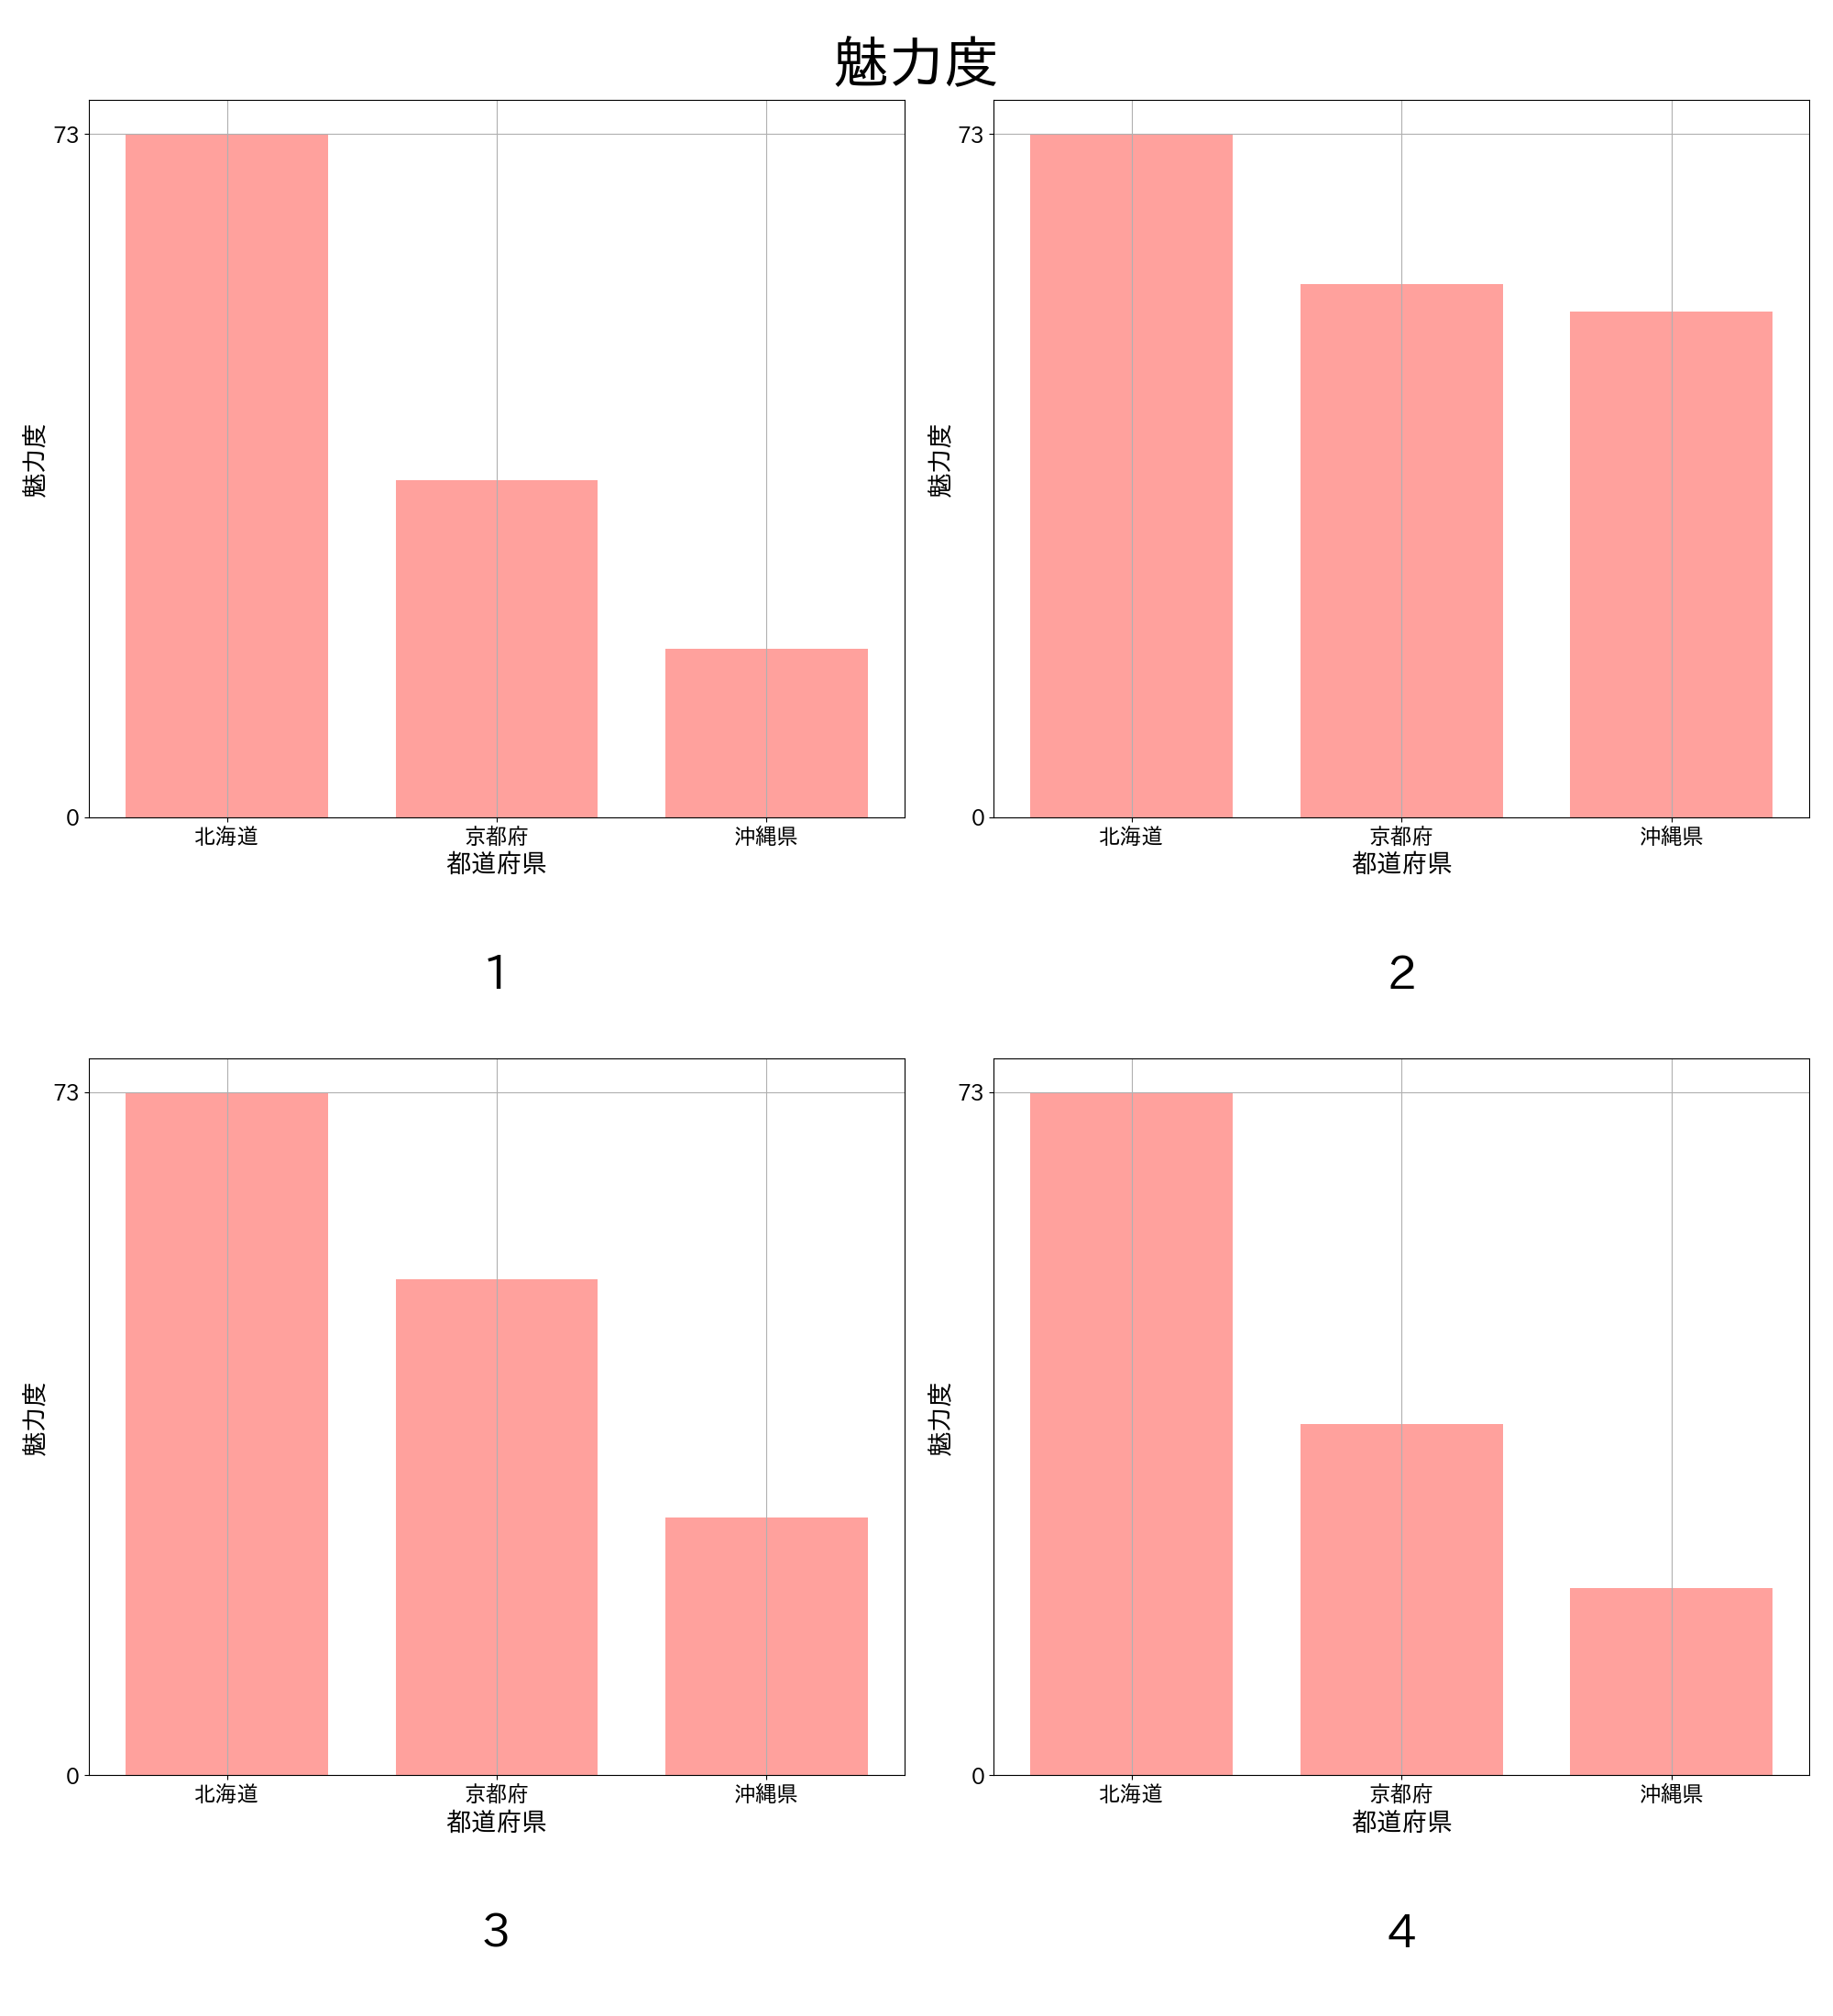 魅力度
73
魅力度
0
北海道 京都府 沖縄県
都道府県
1
73
魅力度
0
北海道 京都府 沖縄県
都道府県
2
73
魅力度
0
北海道 京都府 沖縄県
都道府県
3
73
魅力度
0
北海道 京都府 沖縄県
都道府県
4